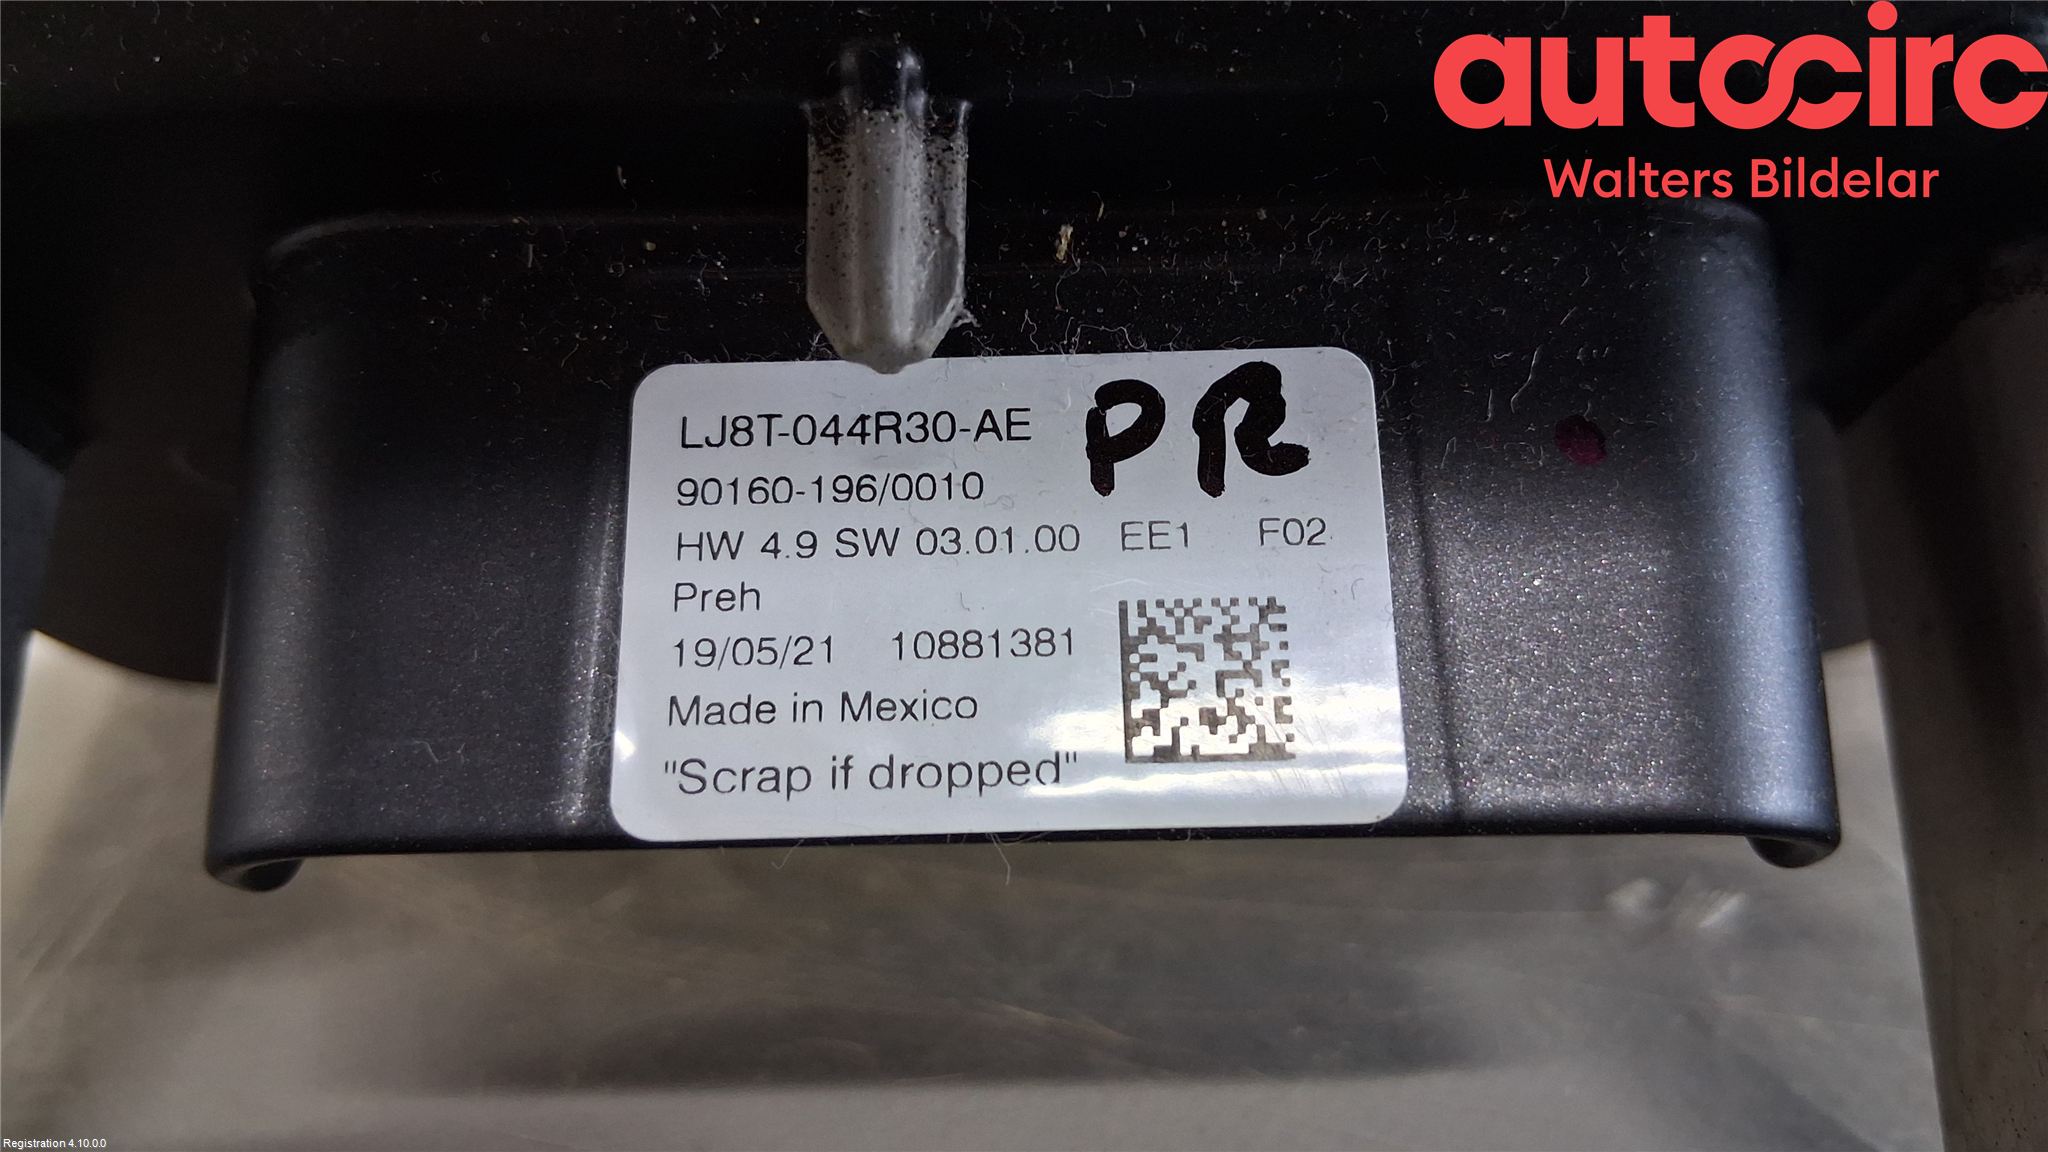 autocirc
Walters Bildelar
LJ8T-044R30-AE
PR
90160-196/0010
HW 4.9 SW 03.01.00 EE1 F02
Preh
19/05/21 10881381
Made in Mexico
"Scrap if dropped"
Registration 4.10.0.0